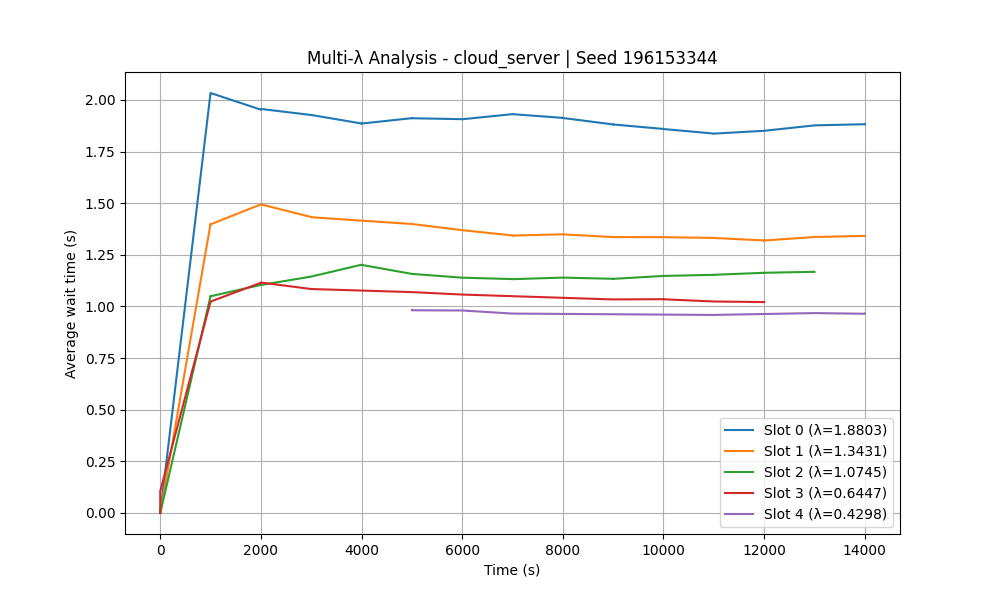 Multi-λ Analysis - cloud_server | Seed 196153344
Average wait time (s)
2.00
1.75
1.50
1.25
1.00
0.75
0.50
0.25
0.00
Slot 0 (λ=1.8803)
Slot 1 (λ=1.3431)
Slot 2 (λ=1.0745)
Slot 3 (λ=0.6447)
Slot 4 (λ=0.4298)
0 2000 4000 6000 8000 10000 12000 14000
Time (s)